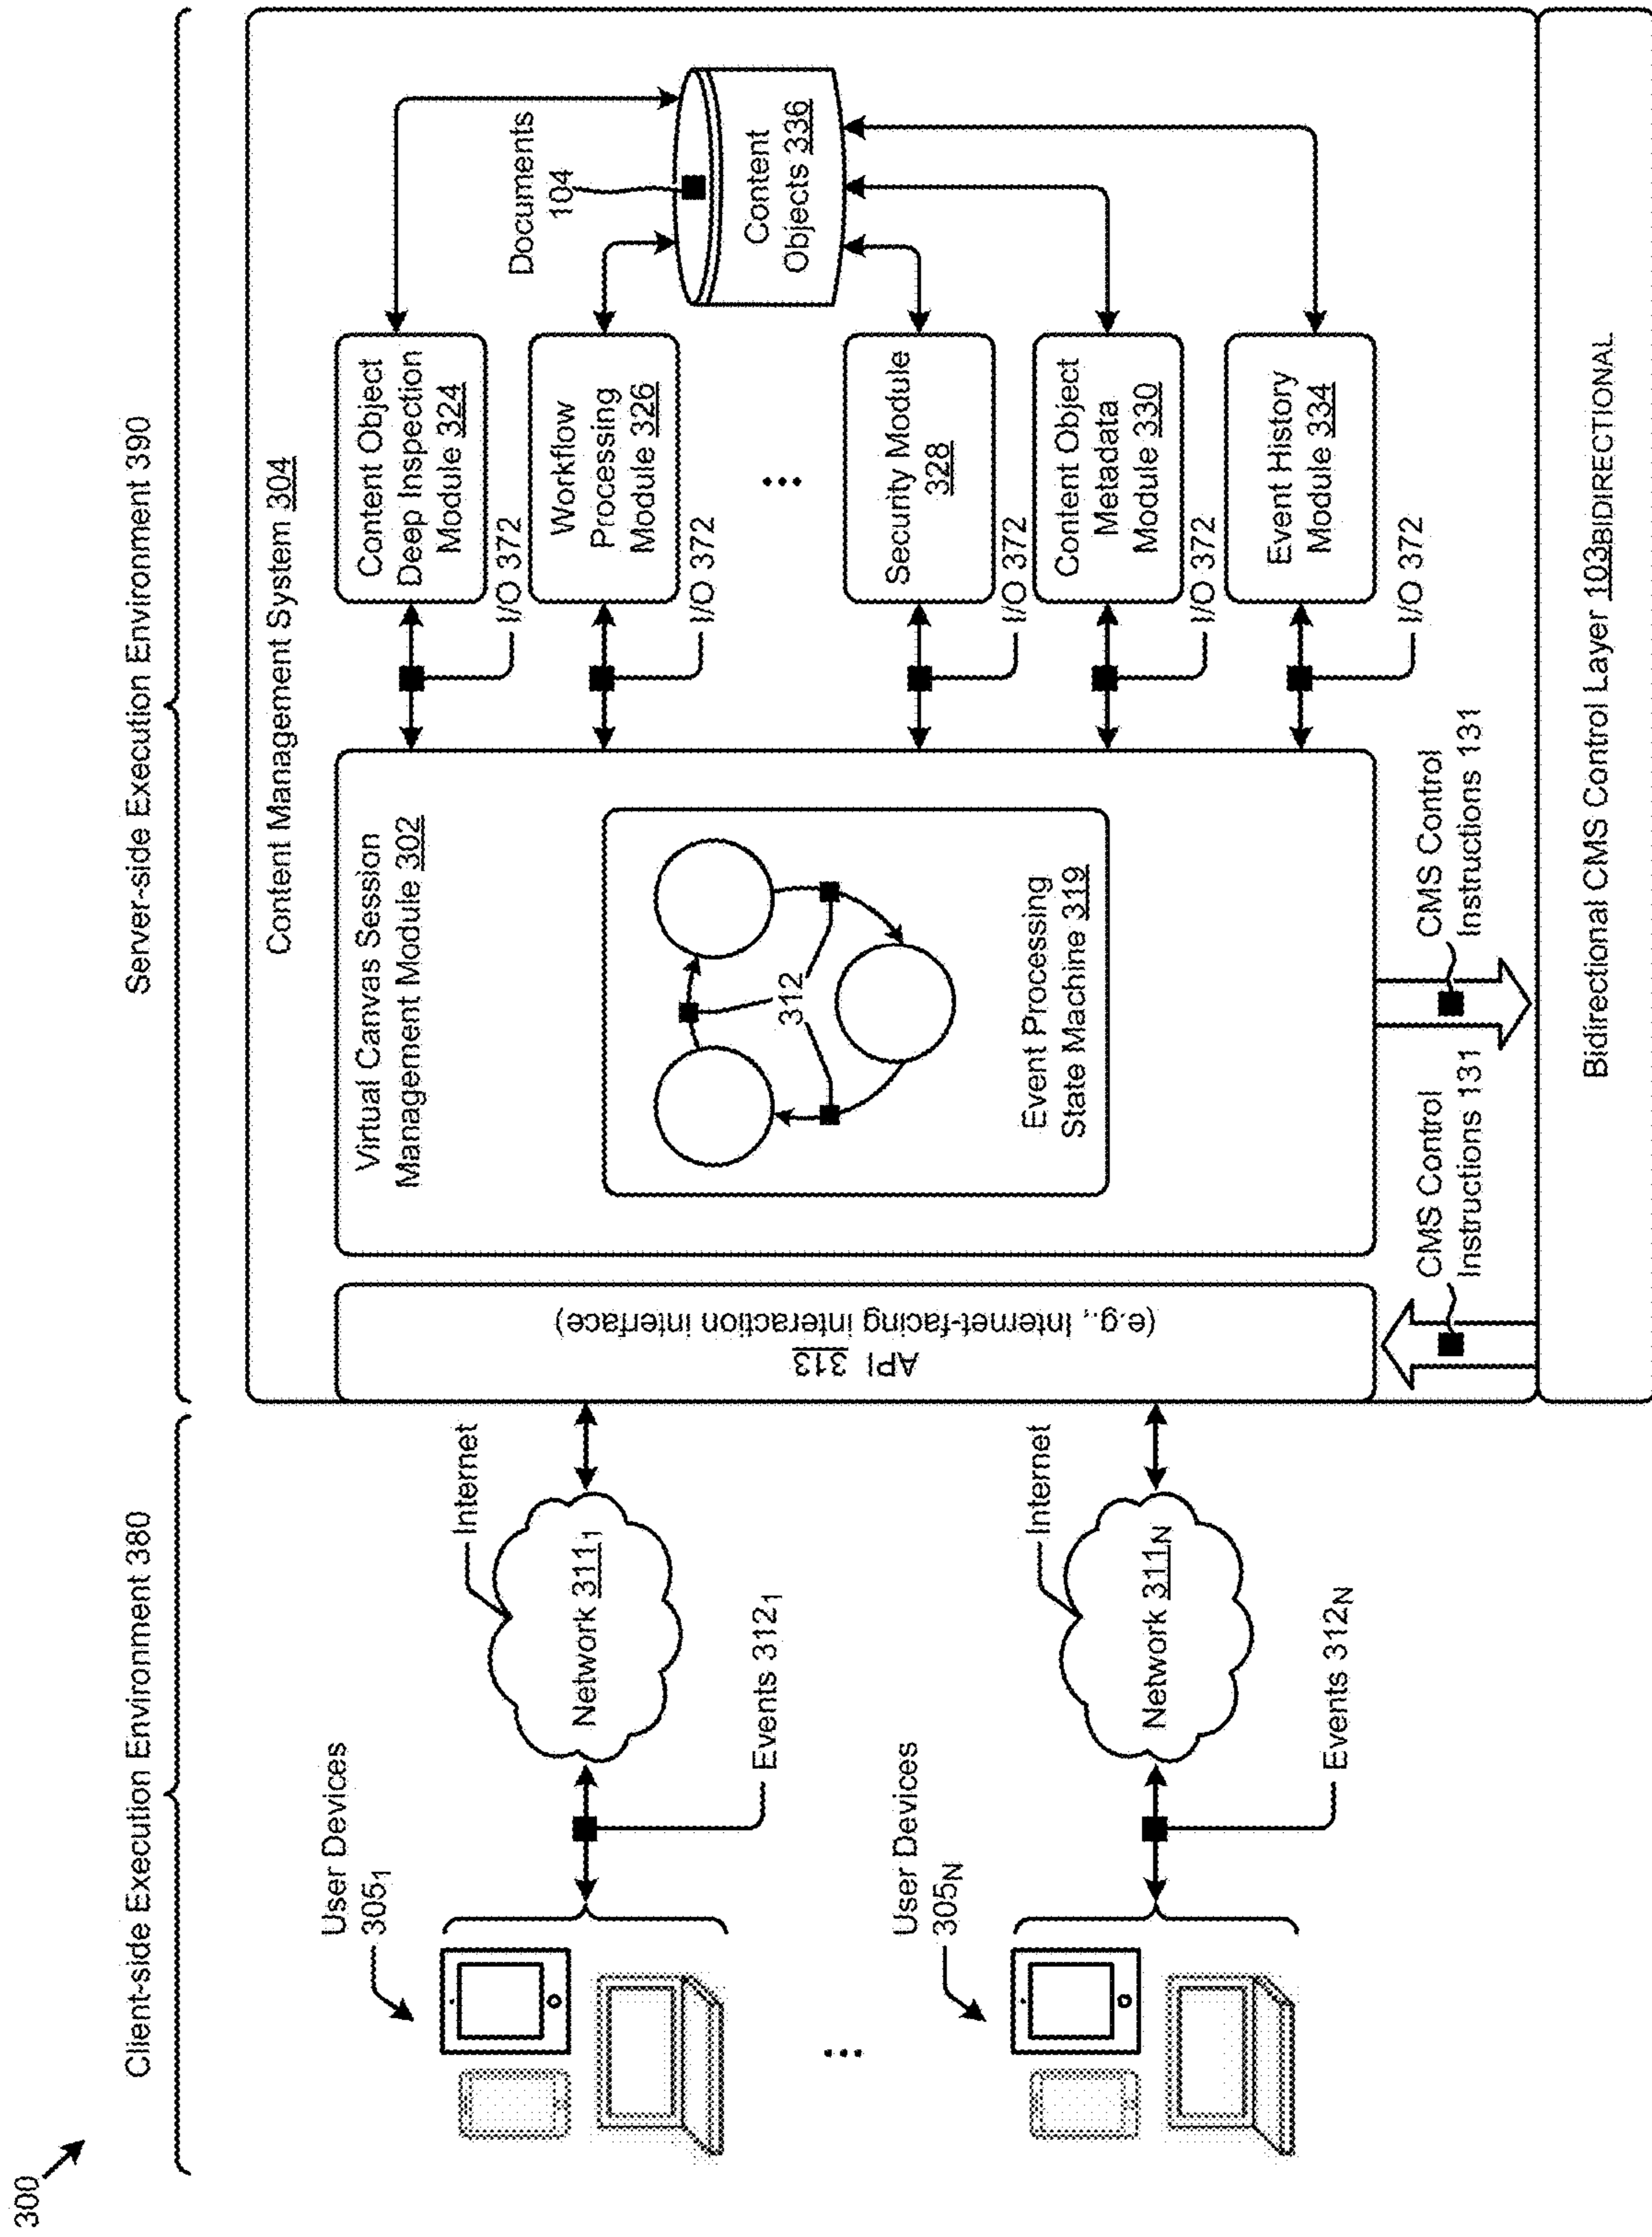 300
Client-side Execution Environment 380
Server-side Execution Environment 390
User Devices
305₁
Internet
Network 311₁
Events 312₁
...
User Devices
305N
Internet
Network 311N
Events 312N
Content Management System 304
API 313
(e.g., Internet-facing interaction interface)
Virtual Canvas Session
Management Module 302
312
Event Processing
State Machine 319
I/O 372
I/O 372
I/O 372
I/O 372
I/O 372
Content Object
Deep Inspection
Module 324
Workflow
Processing
Module 326
...
Security Module
328
Content Object
Metadata
Module 330
Event History
Module 334
Documents
104
Content
Objects 336
CMS Control
Instructions 131
CMS Control
Instructions 131
Bidirectional CMS Control Layer 103BIDIRECTIONAL